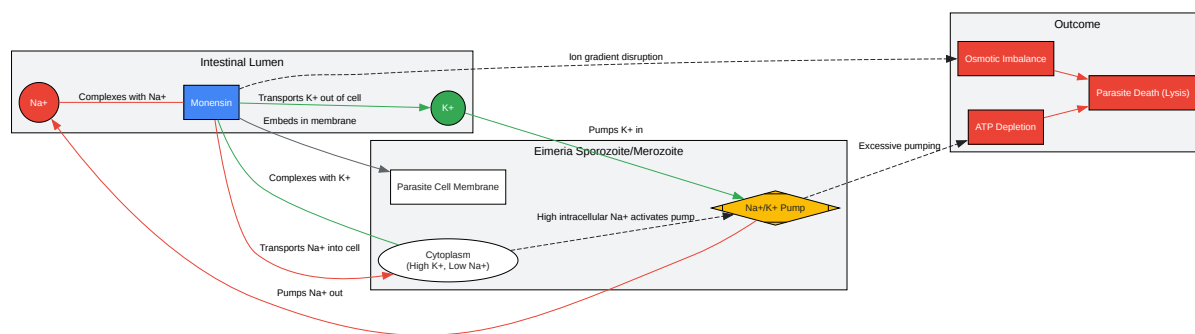 Outcome
Intestinal Lumen
Ion gradient disruption
Osmotic Imbalance
Na+
Complexes with Na+
Monensin
Transports K+ out of cell
K+
Parasite Death (Lysis)
Embeds in membrane
Pumps K+ in
ATP Depletion
Eimeria Sporozoite/Merozoite
Excessive pumping
Complexes with K+
Parasite Cell Membrane
Na+/K+ Pump
High intracellular Na+ activates pump
Transports Na+ into cell
Cytoplasm
(High K+, Low Na+)
Pumps Na+ out